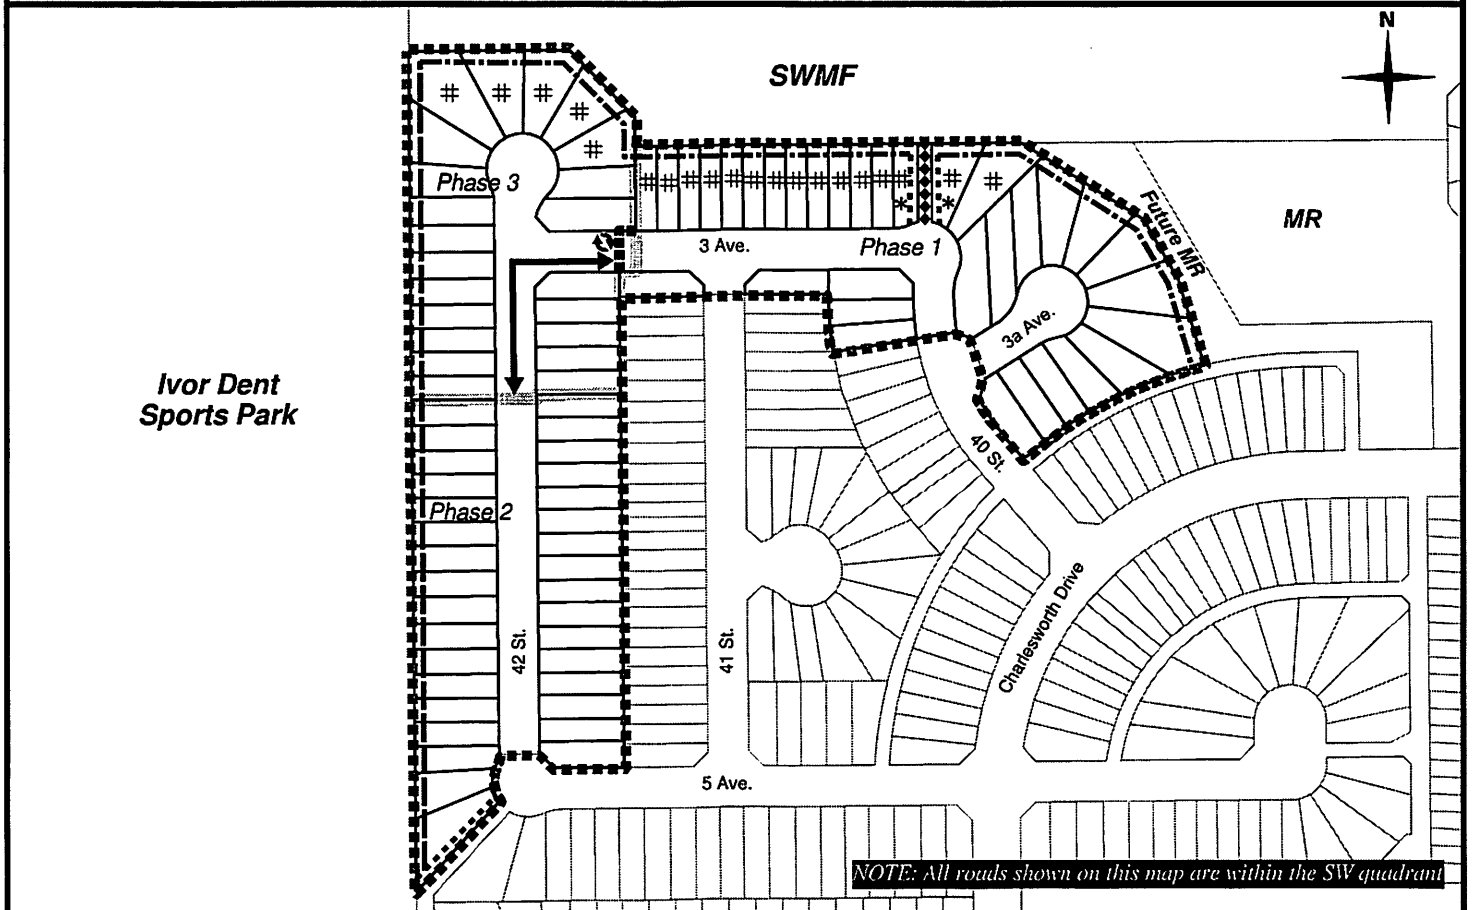 N
SWMF
Phase 3
Future MR
MR
3 Ave.
Phase 1
3a Ave.
Ivor Dent
Sports Park
40 St.
Phase 2
Charlesworth Drive
42 St.
41 St.
5 Ave.
NOTE: All roads shown on this map are within the SW quadrant